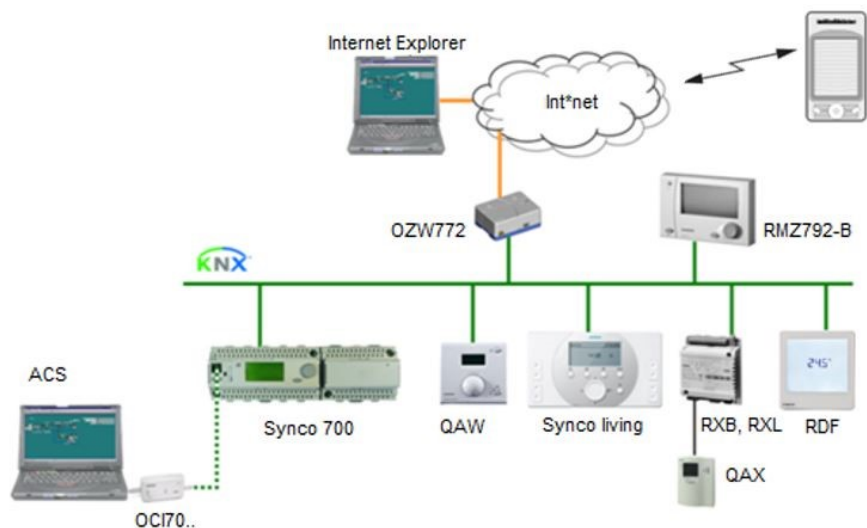 Internet Explorer
Int*net
OZW772
RMZ792-B
KNX
ACS
Synco 700
QAW
Synco living
RXB, RXL
RDF
QAX
OCI70..